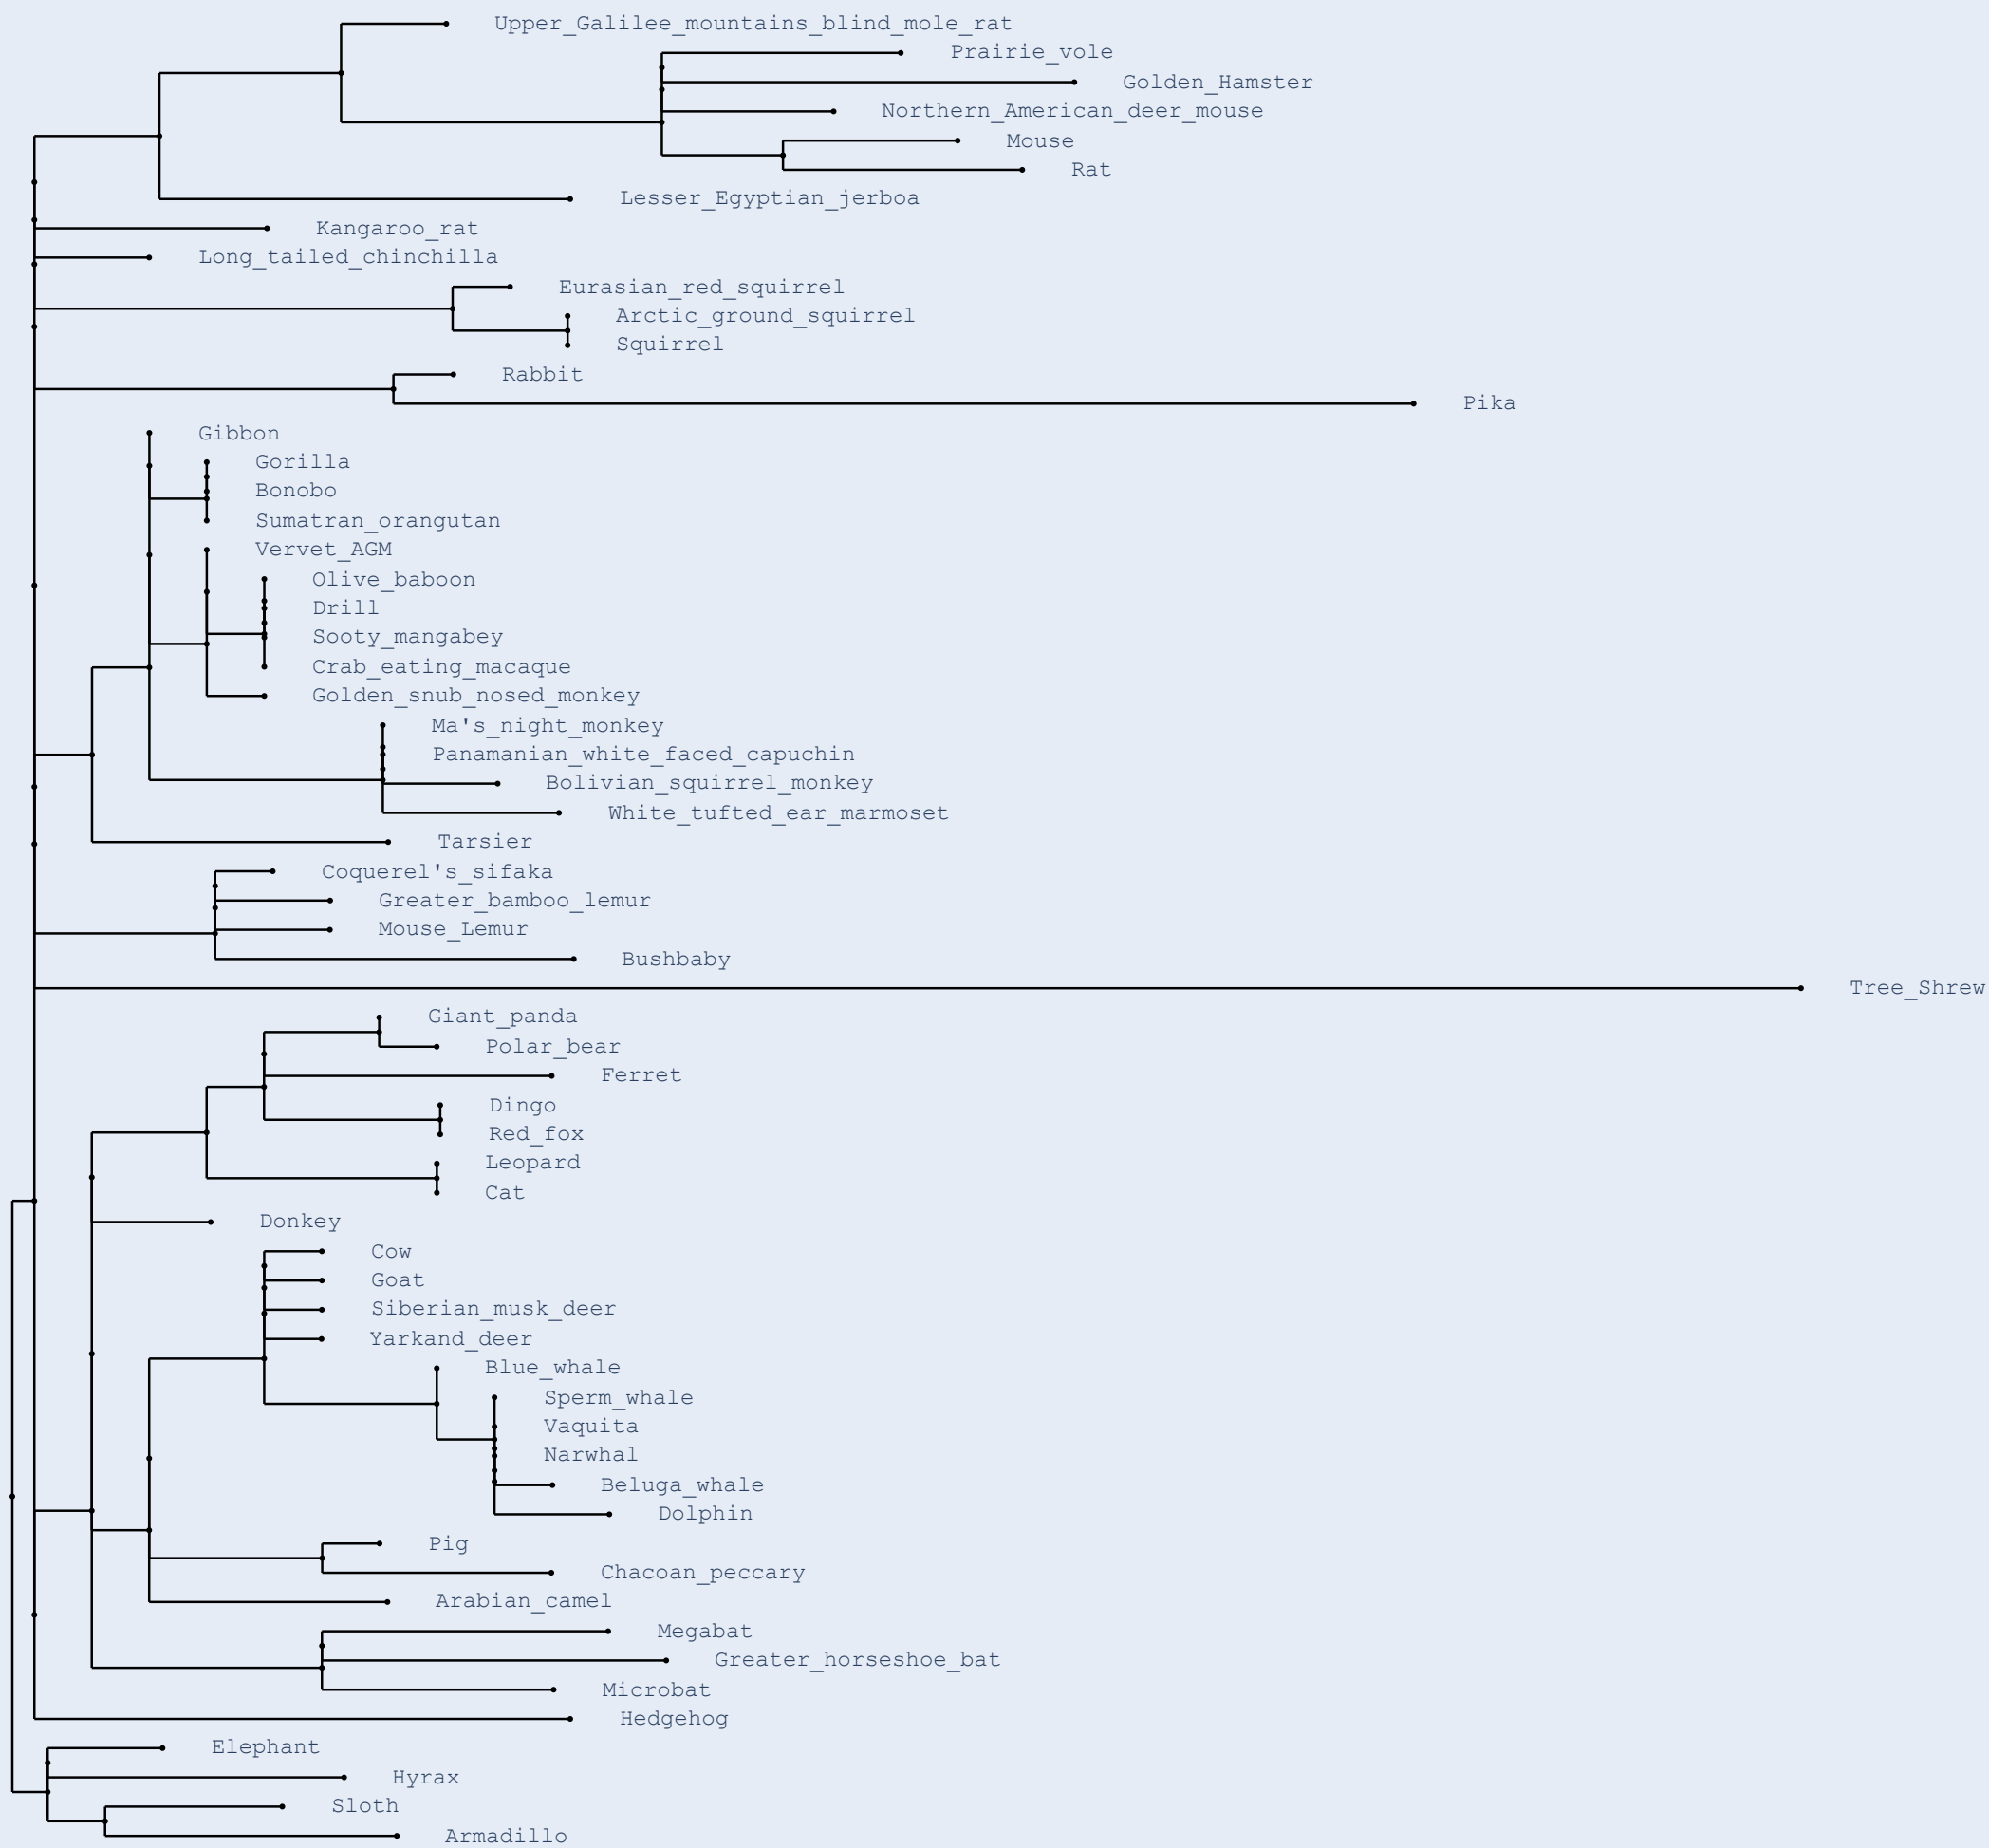 Upper_Galilee_mountains_blind_mole_rat
Prairie_vole
Golden_Hamster
Northern_American_deer_mouse
Mouse
Rat
Lesser_Egyptian_jerboa
Kangaroo_rat
Long_tailed_chinchilla
Eurasian_red_squirrel
Arctic_ground_squirrel
Squirrel
Rabbit
Pika
Gibbon
Gorilla
Bonobo
Sumatran_orangutan
Vervet_AGM
Olive_baboon
Drill
Sooty_mangabey
Crab_eating_macaque
Golden_snub_nosed_monkey
Ma's_night_monkey
Panamanian_white_faced_capuchin
Bolivian_squirrel_monkey
White_tufted_ear_marmoset
Tarsier
Coquerel's_sifaka
Greater_bamboo_lemur
Mouse_Lemur
Bushbaby
Tree_Shrew
Giant_panda
Polar_bear
Ferret
Dingo
Red_fox
Leopard
Cat
Donkey
Cow
Goat
Siberian_musk_deer
Yarkand_deer
Blue_whale
Sperm_whale
Vaquita
Narwhal
Beluga_whale
Dolphin
Pig
Chacoan_peccary
Arabian_camel
Megabat
Greater_horseshoe_bat
Microbat
Hedgehog
Elephant
Hyrax
Sloth
Armadillo